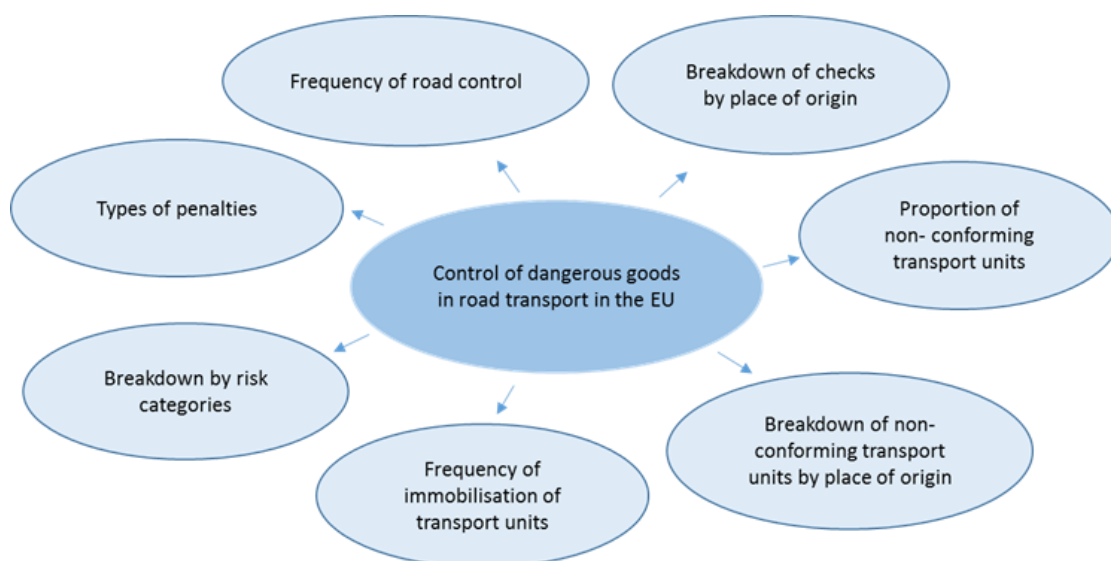 Frequency of road control
Breakdown of checks
by place of origin
Types of penalties
Proportion of
non- conforming
transport units
Control of dangerous goods
in road transport in the EU
Breakdown by risk
categories
Breakdown of non-
conforming transport
units by place of origin
Frequency of
immobilisation of
transport units